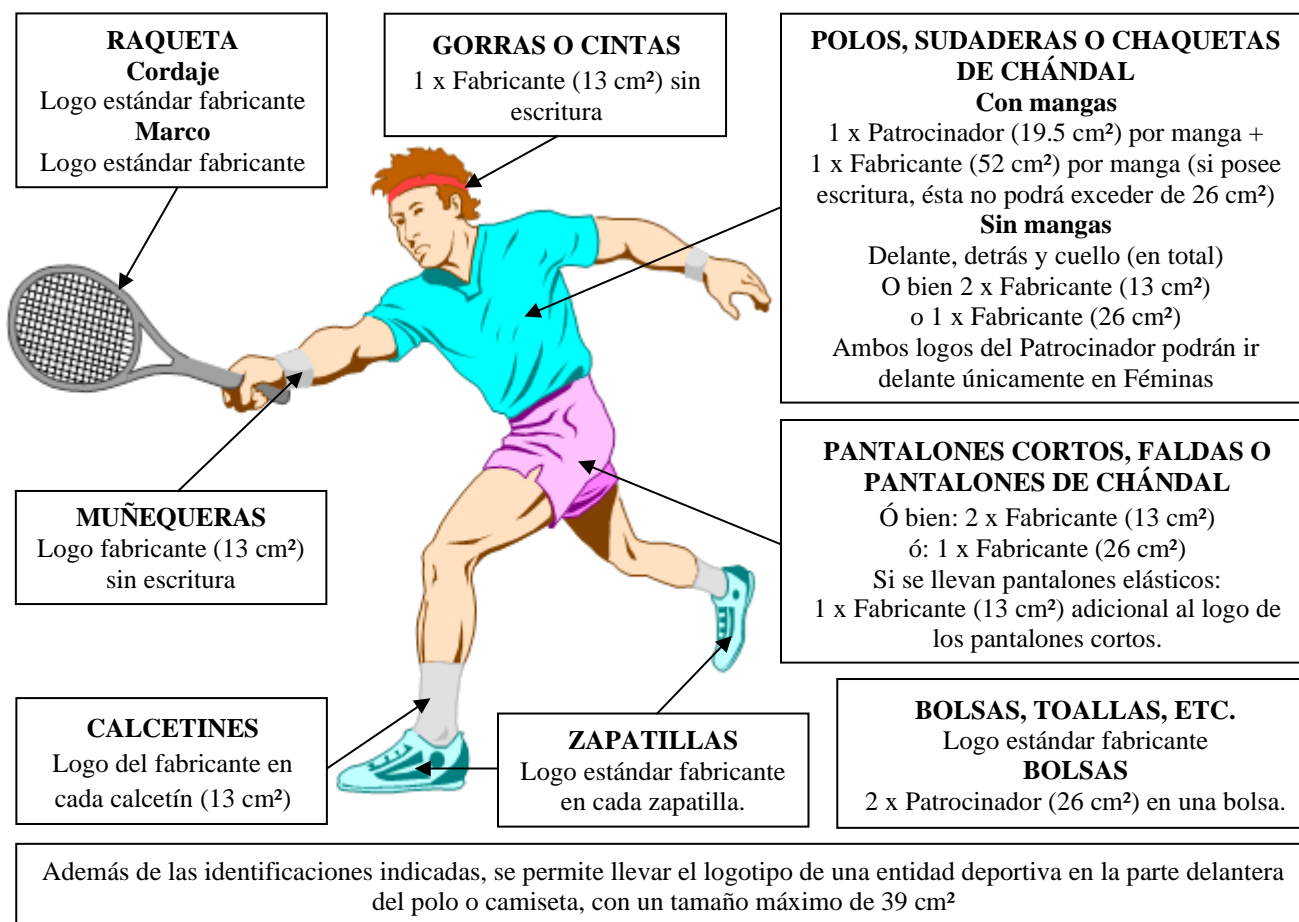 RAQUETA
Cordaje
Logo estándar fabricante
Marco
Logo estándar fabricante
GORRAS O CINTAS
1 x Fabricante (13 cm²) sin
escritura
POLOS, SUDADERAS O CHAQUETAS
DE CHÁNDAL
Con mangas
1 x Patrocinador (19.5 cm²) por manga +
1 x Fabricante (52 cm²) por manga (si posee
escritura, ésta no podrá exceder de 26 cm²)
Sin mangas
Delante, detrás y cuello (en total)
O bien 2 x Fabricante (13 cm²)
o 1 x Fabricante (26 cm²)
Ambos logos del Patrocinador podrán ir
delante únicamente en Féminas
MUÑEQUERAS
Logo fabricante (13 cm²)
sin escritura
PANTALONES CORTOS, FALDAS O
PANTALONES DE CHÁNDAL
Ó bien: 2 x Fabricante (13 cm²)
ó: 1 x Fabricante (26 cm²)
Si se llevan pantalones elásticos:
1 x Fabricante (13 cm²) adicional al logo de
los pantalones cortos.
CALCETINES
Logo del fabricante en
cada calcetín (13 cm²)
ZAPATILLAS
Logo estándar fabricante
en cada zapatilla.
BOLSAS, TOALLAS, ETC.
Logo estándar fabricante
BOLSAS
2 x Patrocinador (26 cm²) en una bolsa.
Además de las identificaciones indicadas, se permite llevar el logotipo de una entidad deportiva en la parte delantera
del polo o camiseta, con un tamaño máximo de 39 cm²